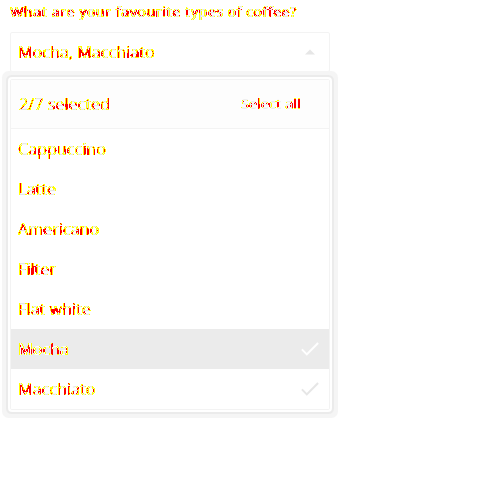 What are your favourite types of coffee?
Mocha, Macchiato
2/7 selected
Select all
Cappuccino
Latte
Americano
Filter
Flat white
Mocha
Macchiato